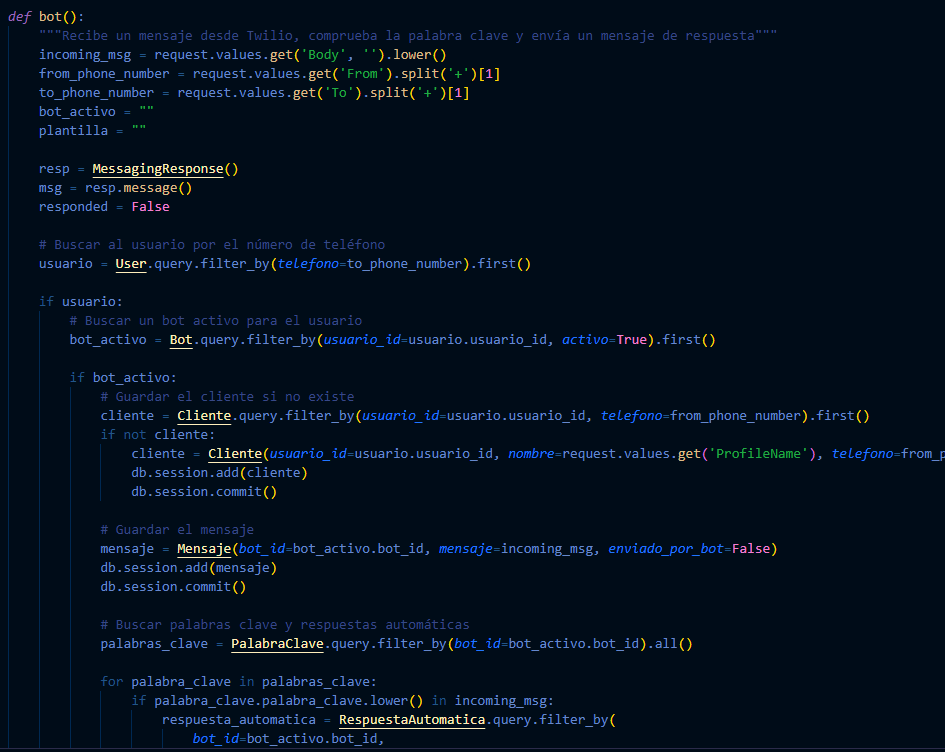 def bot():
    """Recibe un mensaje desde Twilio, comprueba la palabra clave y envía un mensaje de respuesta"""
    incoming_msg = request.values.get('Body', '').lower()
    from_phone_number = request.values.get('From').split('+')[1]
    to_phone_number = request.values.get('To').split('+')[1]
    bot_activo = ""
    plantilla = ""

    resp = MessagingResponse()
    msg = resp.message()
    responded = False

    # Buscar al usuario por el número de teléfono
    usuario = User.query.filter_by(telefono=to_phone_number).first()

    if usuario:
        # Buscar un bot activo para el usuario
        bot_activo = Bot.query.filter_by(usuario_id=usuario.usuario_id, activo=True).first()

        if bot_activo:
            # Guardar el cliente si no existe
            cliente = Cliente.query.filter_by(usuario_id=usuario.usuario_id, telefono=from_phone_number).first()
            if not cliente:
                cliente = Cliente(usuario_id=usuario.usuario_id, nombre=request.values.get('ProfileName'), telefono=from_p
                db.session.add(cliente)
                db.session.commit()

            # Guardar el mensaje
            mensaje = Mensaje(bot_id=bot_activo.bot_id, mensaje=incoming_msg, enviado_por_bot=False)
            db.session.add(mensaje)
            db.session.commit()

            # Buscar palabras clave y respuestas automáticas
            palabras_clave = PalabraClave.query.filter_by(bot_id=bot_activo.bot_id).all()

            for palabra_clave in palabras_clave:
                if palabra_clave.palabra_clave.lower() in incoming_msg:
                    respuesta_automatica = RespuestaAutomatica.query.filter_by(
                        bot_id=bot_activo.bot_id,